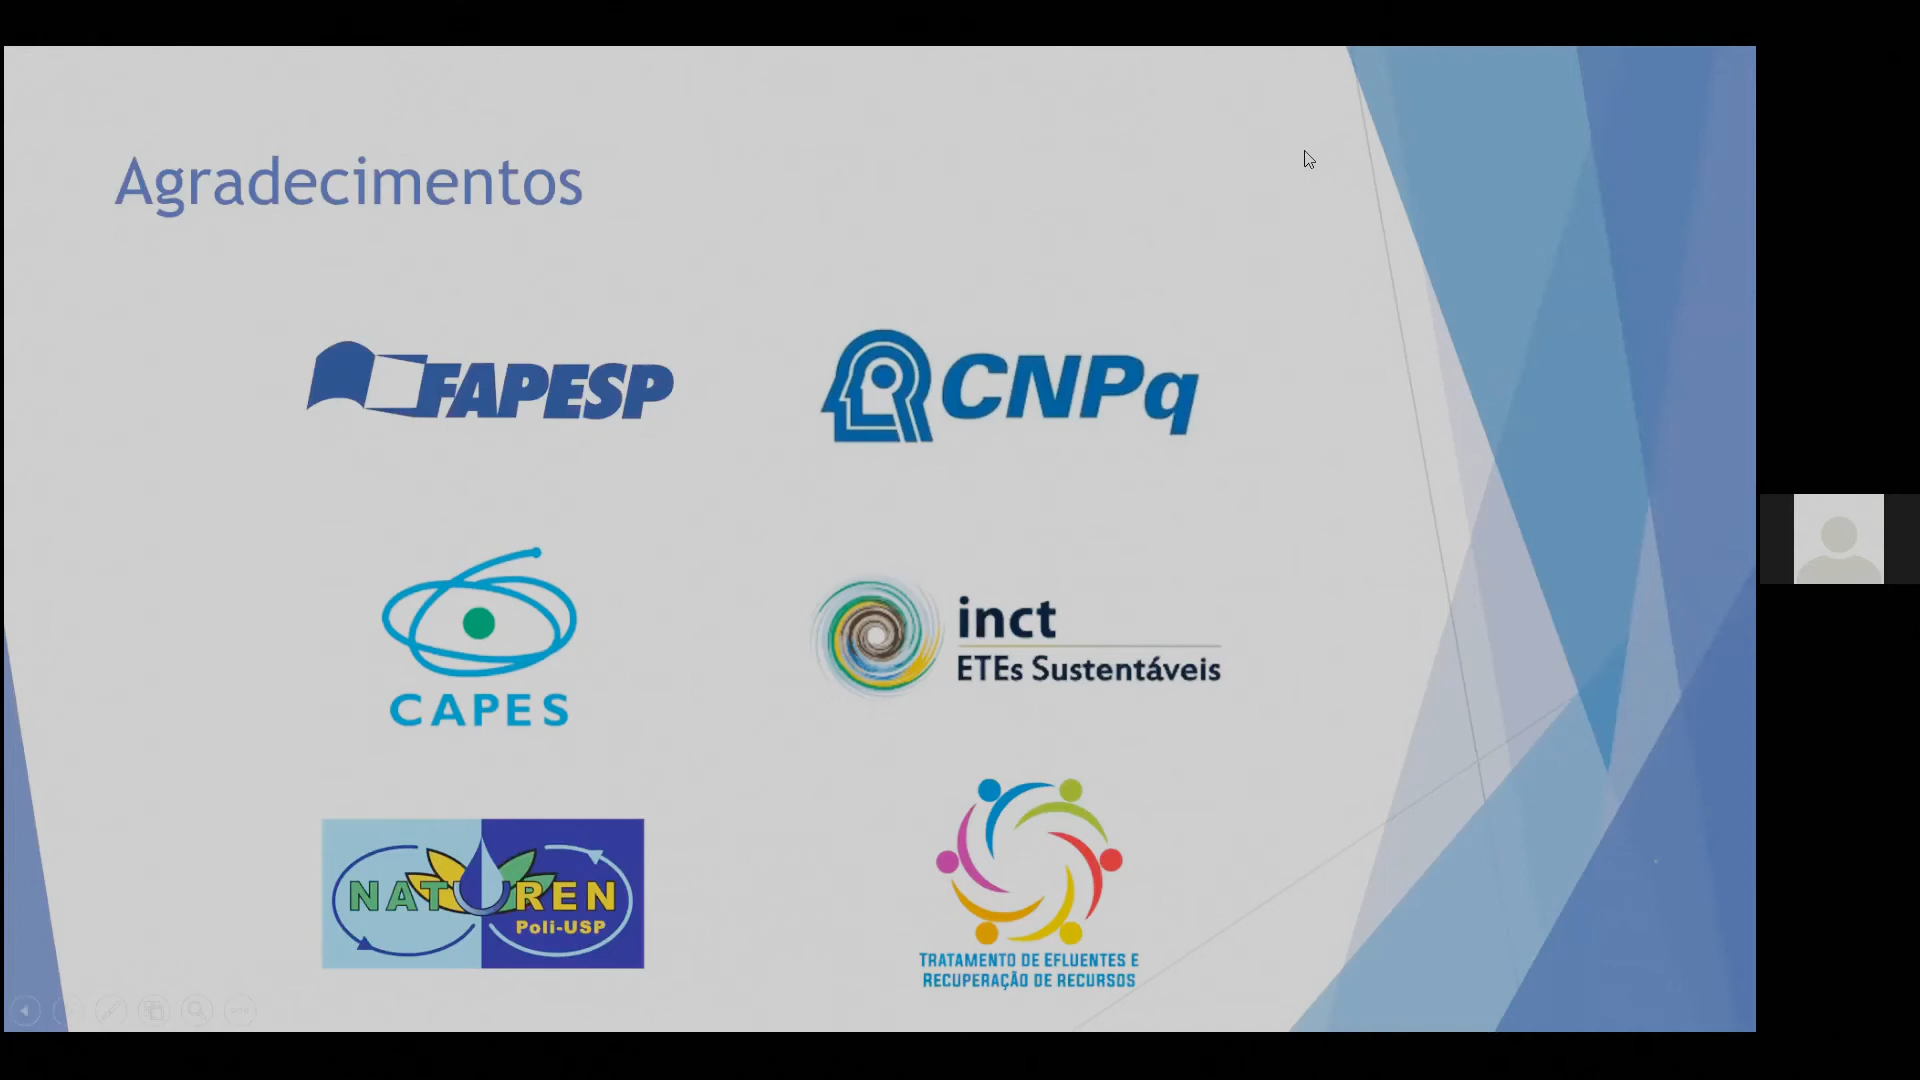 Agradecimentos
FAPESP
CNPq
CAPES
inct
ETEs Sustentáveis
NATUREN
Poli-USP
TRATAMENTO DE EFLUENTES E
RECUPERAÇÃO DE RECURSOS